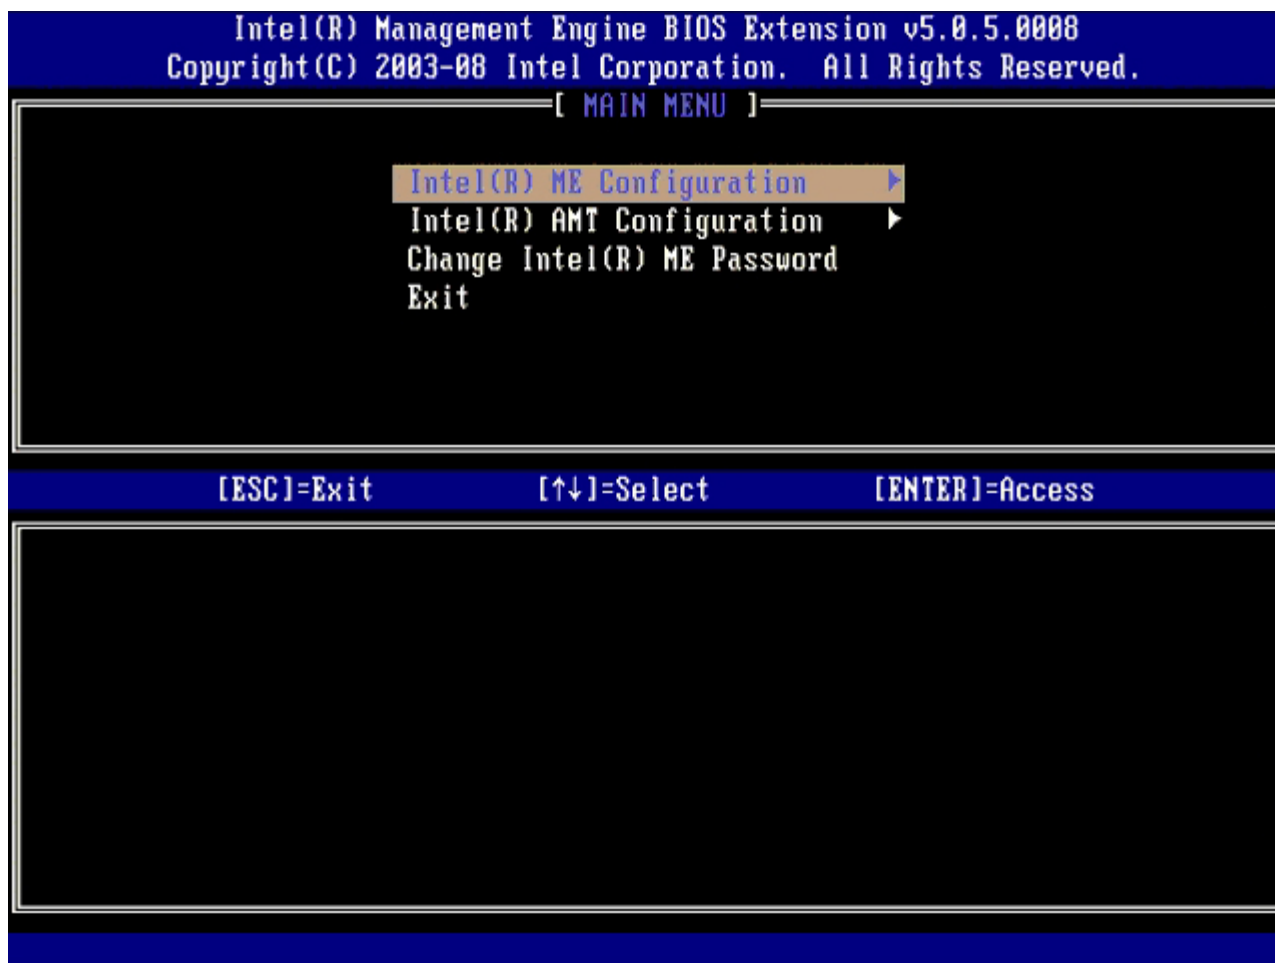 Intel(R) Management Engine BIOS Extension v5.0.5.0008
Copyright(C) 2003-08 Intel Corporation. All Rights Reserved.
[ MAIN MENU ]
Intel(R) ME Configuration ►
Intel(R) AMT Configuration ►
Change Intel(R) ME Password
Exit
[ESC]=Exit [↑↓]=Select [ENTER]=Access